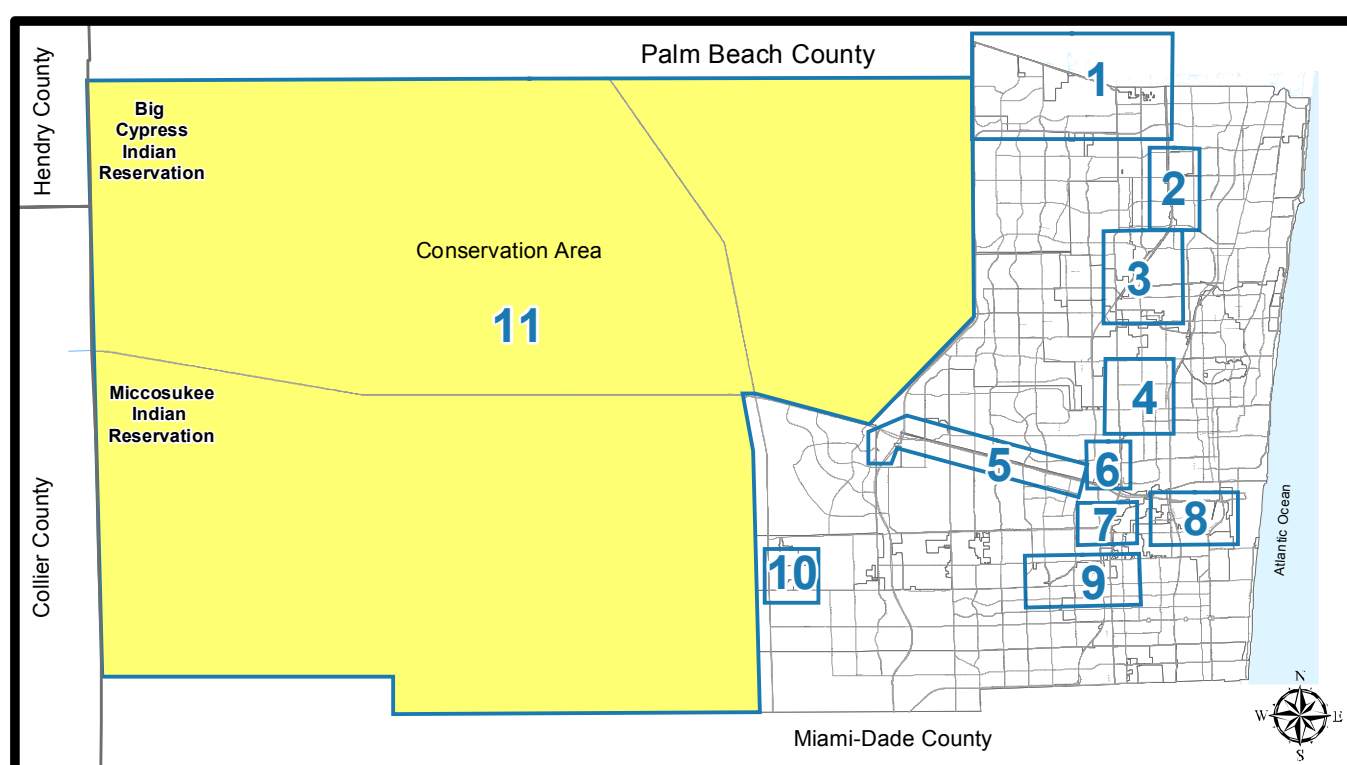 Palm Beach County
Hendry County
1
Big
Cypress
Indian
Reservation
2
Conservation Area
3
11
Miccosukee
Indian
Reservation
4
5
6
7
8
Collier County
Atlantic Ocean
10
9
N
W
E
S
Miami-Dade County